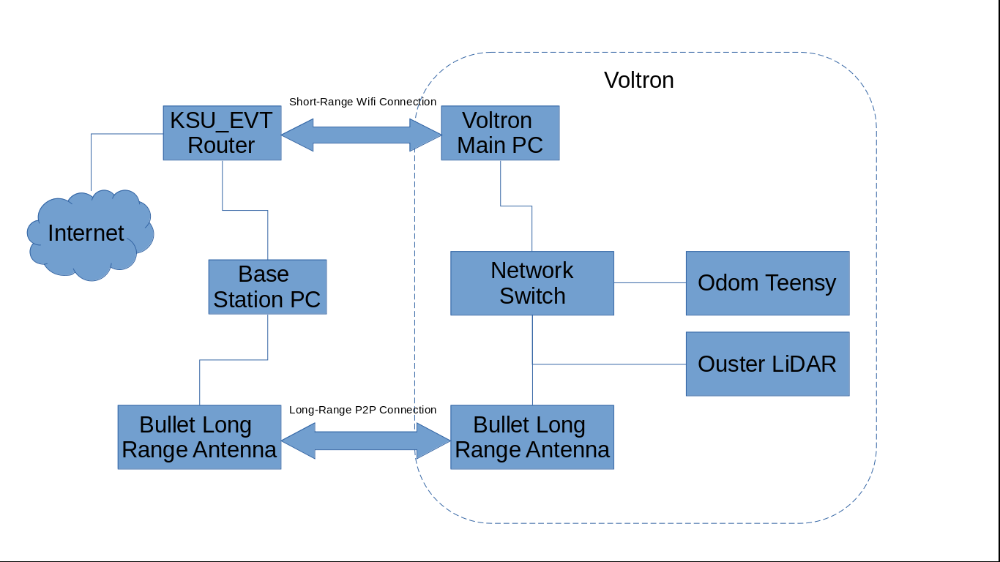 Voltron
Short-Range Wifi Connection
KSU_EVT
Router
Voltron
Main PC
Internet
Base
Station PC
Network
Switch
Odom Teensy
Ouster LiDAR
Long-Range P2P Connection
Bullet Long
Range Antenna
Bullet Long
Range Antenna